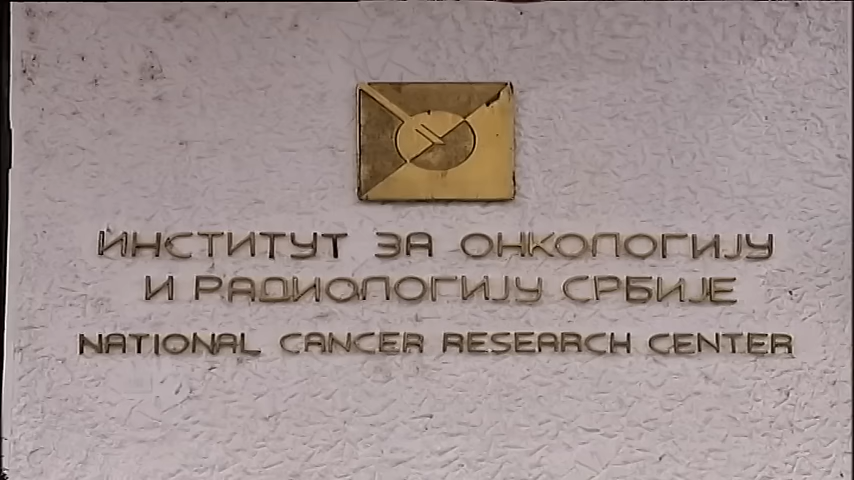 ИНСТИТУТ ЗА ОНКОЛОГИЈУ
И РАДИОЛОГИЈУ СРБИЈЕ
NATIONAL CANCER RESEARCH CENTER